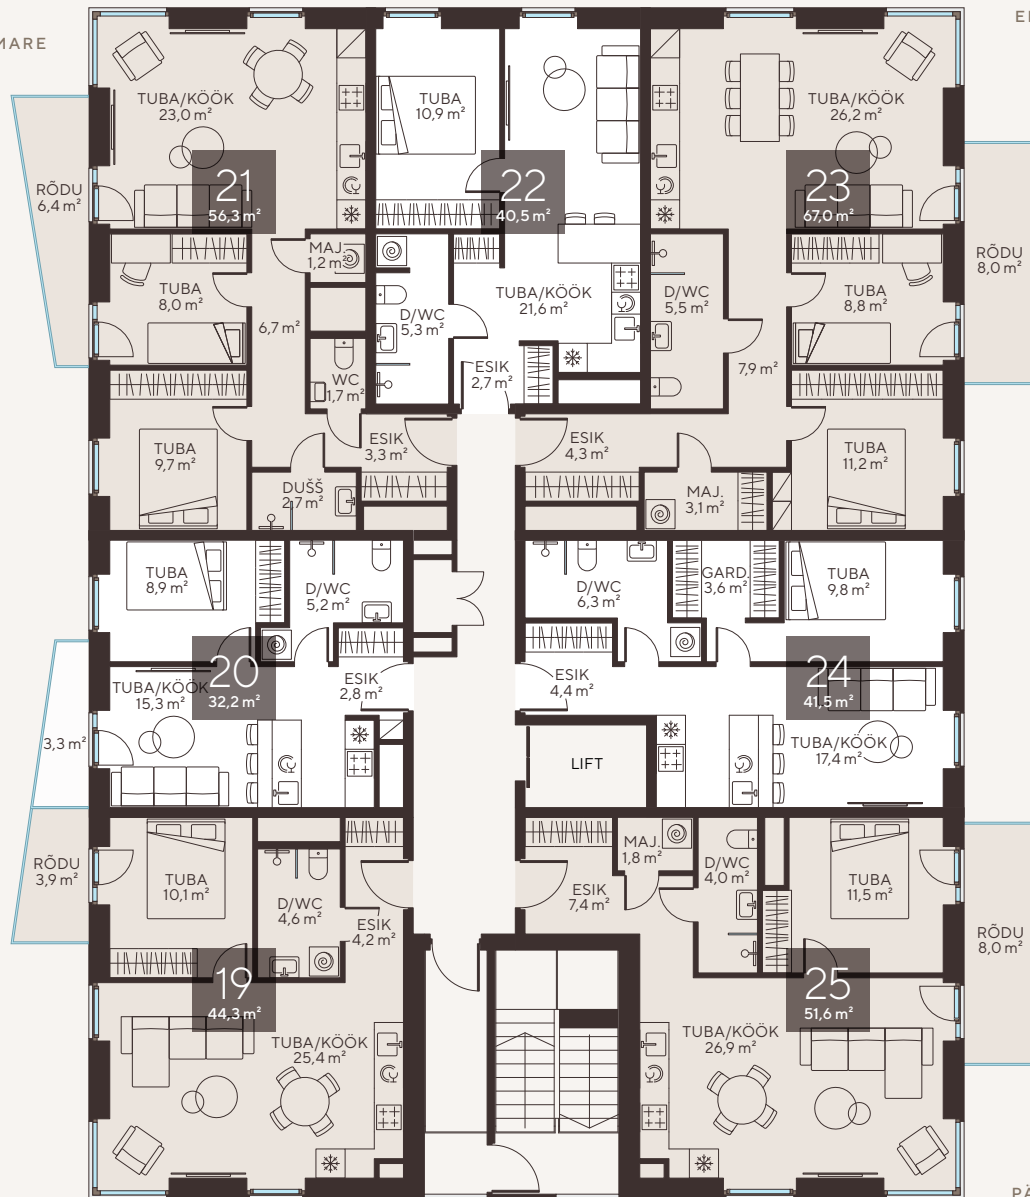 MARE
TUBA/KÖÖK
23,0 m²
RÕDU
6,4 m²
21
56,3 m²
MAJ.
1,2 m²
TUBA
8,0 m²
6,7 m²
WC
1,7 m²
TUBA
9,7 m²
ESIK
3,3 m²
DUŠŠ
2,7 m²
TUBA
10,9 m²
22
40,5 m²
D/WC
5,3 m²
TUBA/KÖÖK
21,6 m²
ESIK
2,7 m²
TUBA/KÖÖK
26,2 m²
23
67,0 m²
RÕDU
8,0 m²
D/WC
5,5 m²
TUBA
8,8 m²
7,9 m²
ESIK
4,3 m²
TUBA
11,2 m²
MAJ.
3,1 m²
TUBA
8,9 m²
D/WC
5,2 m²
20
32,2 m²
TUBA/KÖÖK
15,3 m²
ESIK
2,8 m²
3,3 m²
D/WC
6,3 m²
GARD.
3,6 m²
TUBA
9,8 m²
24
41,5 m²
ESIK
4,4 m²
LIFT
TUBA/KÖÖK
17,4 m²
RÕDU
3,9 m²
TUBA
10,1 m²
D/WC
4,6 m²
ESIK
4,2 m²
19
44,3 m²
TUBA/KÖÖK
25,4 m²
MAJ.
1,8 m²
D/WC
4,0 m²
ESIK
7,4 m²
TUBA
11,5 m²
RÕDU
8,0 m²
25
51,6 m²
TUBA/KÖÖK
26,9 m²